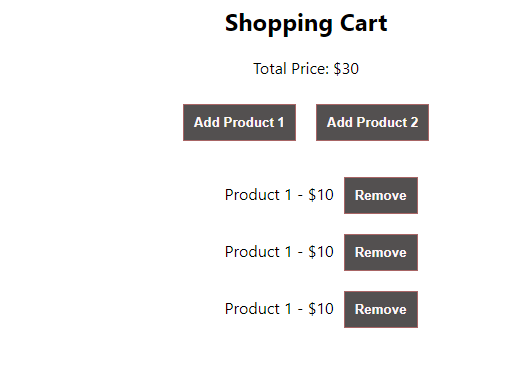 Shopping Cart
Total Price: $30
Add Product 1 Add Product 2
Product 1 - $10 Remove
Product 1 - $10 Remove
Product 1 - $10 Remove